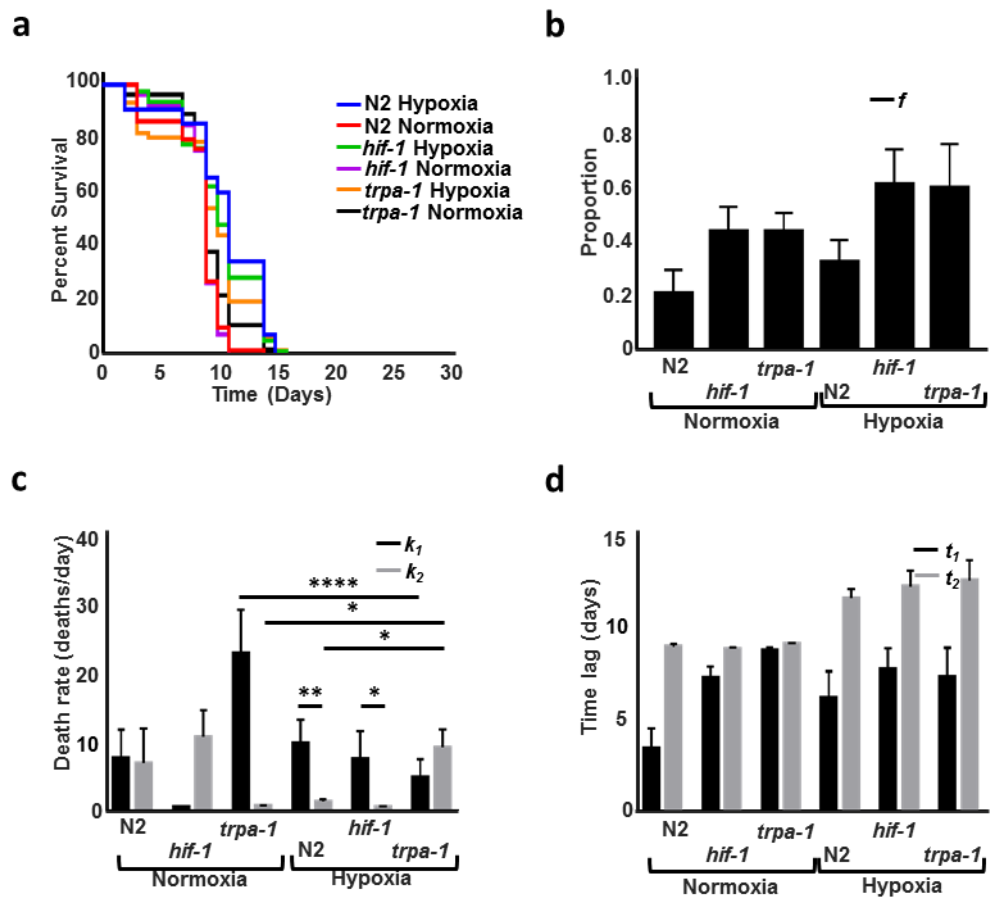 a
100
80
60
40
20
0
Percent Survival
0 5 10 15 20 25 30
Time (Days)
N2 Hypoxia
N2 Normoxia
hif-1 Hypoxia
hif-1 Normoxia
trpa-1 Hypoxia
trpa-1 Normoxia
b
1.0
0.8
0.6
0.4
0.2
0
Proportion
f
N2 trpa-1 hif-1
hif-1 N2 trpa-1
Normoxia Hypoxia
c
40
30
20
10
0
Death rate (deaths/day)
k1
k2
****
*
*
** *
N2 trpa-1 hif-1
hif-1 N2 trpa-1
Normoxia Hypoxia
d
15
10
5
0
Time lag (days)
t1
t2
N2 trpa-1 hif-1
hif-1 N2 trpa-1
Normoxia Hypoxia